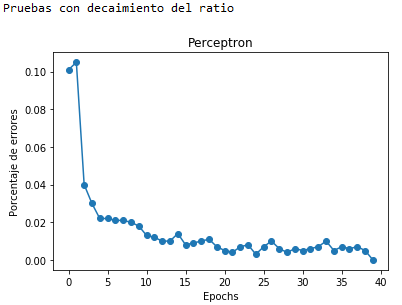 Pruebas con decaimiento del ratio
Perceptron
Porcentaje de errores
0.10
0.08
0.06
0.04
0.02
0.00
0 5 10 15 20 25 30 35 40
Epochs